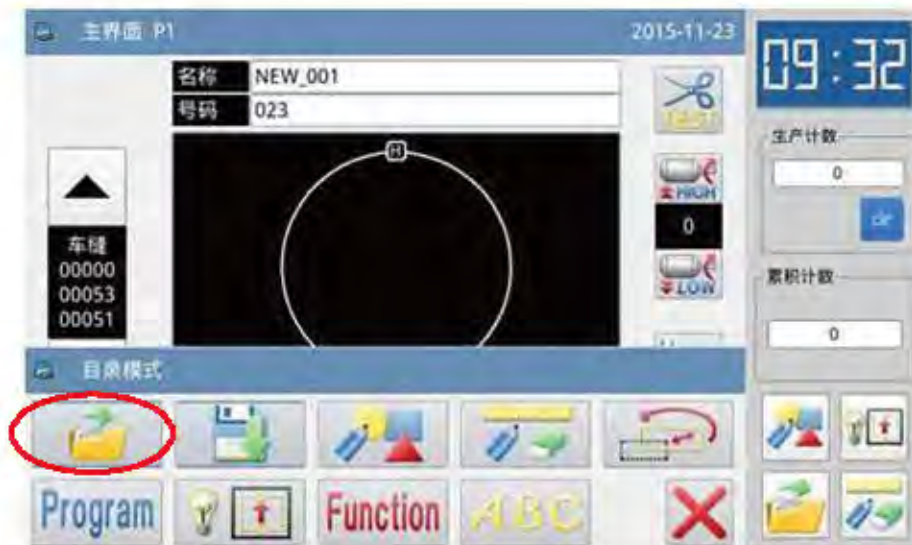 主界面 P1
2015-11-23
09:32
名称 NEW_001
号码 023
TEST
H
HIGH
0
LOW
车缝
00000
00053
00051
生产计数
0
clr
累积计数
0
目录模式
Program
Function
ABC